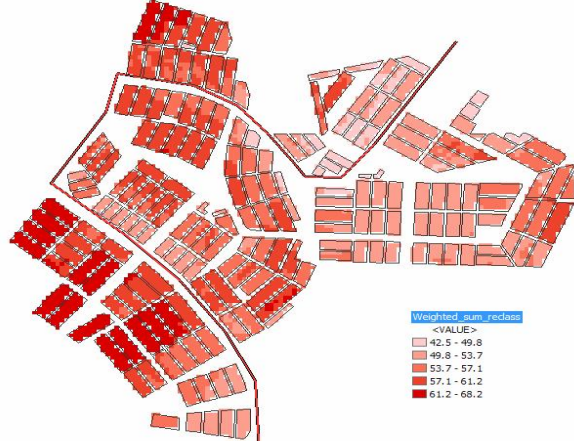 Weighted_sum_reclass
<VALUE>
42.5 - 49.8
49.8 - 53.7
53.7 - 57.1
57.1 - 61.2
61.2 - 68.2